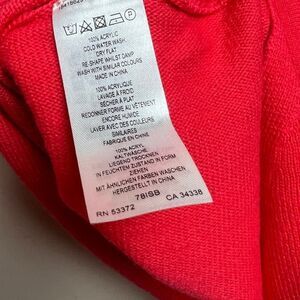 100% ACRYLIC
COLD WATER WASH
DRY FLAT
RE-SHAPE WHILST DAMP
WASH WITH SIMILAR COLOURS
MADE IN CHINA
100% ACRYLIQUE
LAVAGE À FROID
SÉCHER À PLAT
REDONNER FORME AU VÊTEMENT
ENCORE HUMIDE
LAVER AVEC DES COULEURS
SIMILAIRES
FABRIQUE EN CHINE
100% ACRYL
KALTWÄSCHE
LIEGEND TROCKNEN
IN FEUCHTEM ZUSTAND IN FORM
ZIEHEN
MIT ÄHNLICHEN FARBEN WASCHEN
HERGESTELLT IN CHINA
78ISB
RN 53372 CA 34338